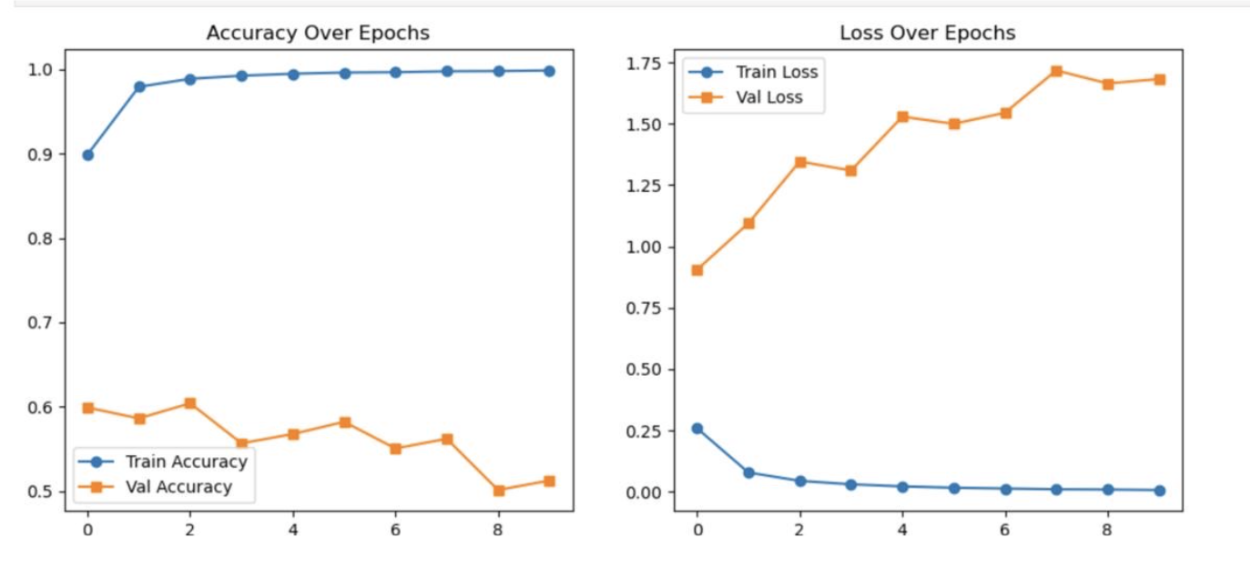 Accuracy Over Epochs
1.0
0.9
0.8
0.7
0.6
0.5
Train Accuracy
Val Accuracy
0 2 4 6 8
Loss Over Epochs
1.75
1.50
1.25
1.00
0.75
0.50
0.25
0.00
Train Loss
Val Loss
0 2 4 6 8